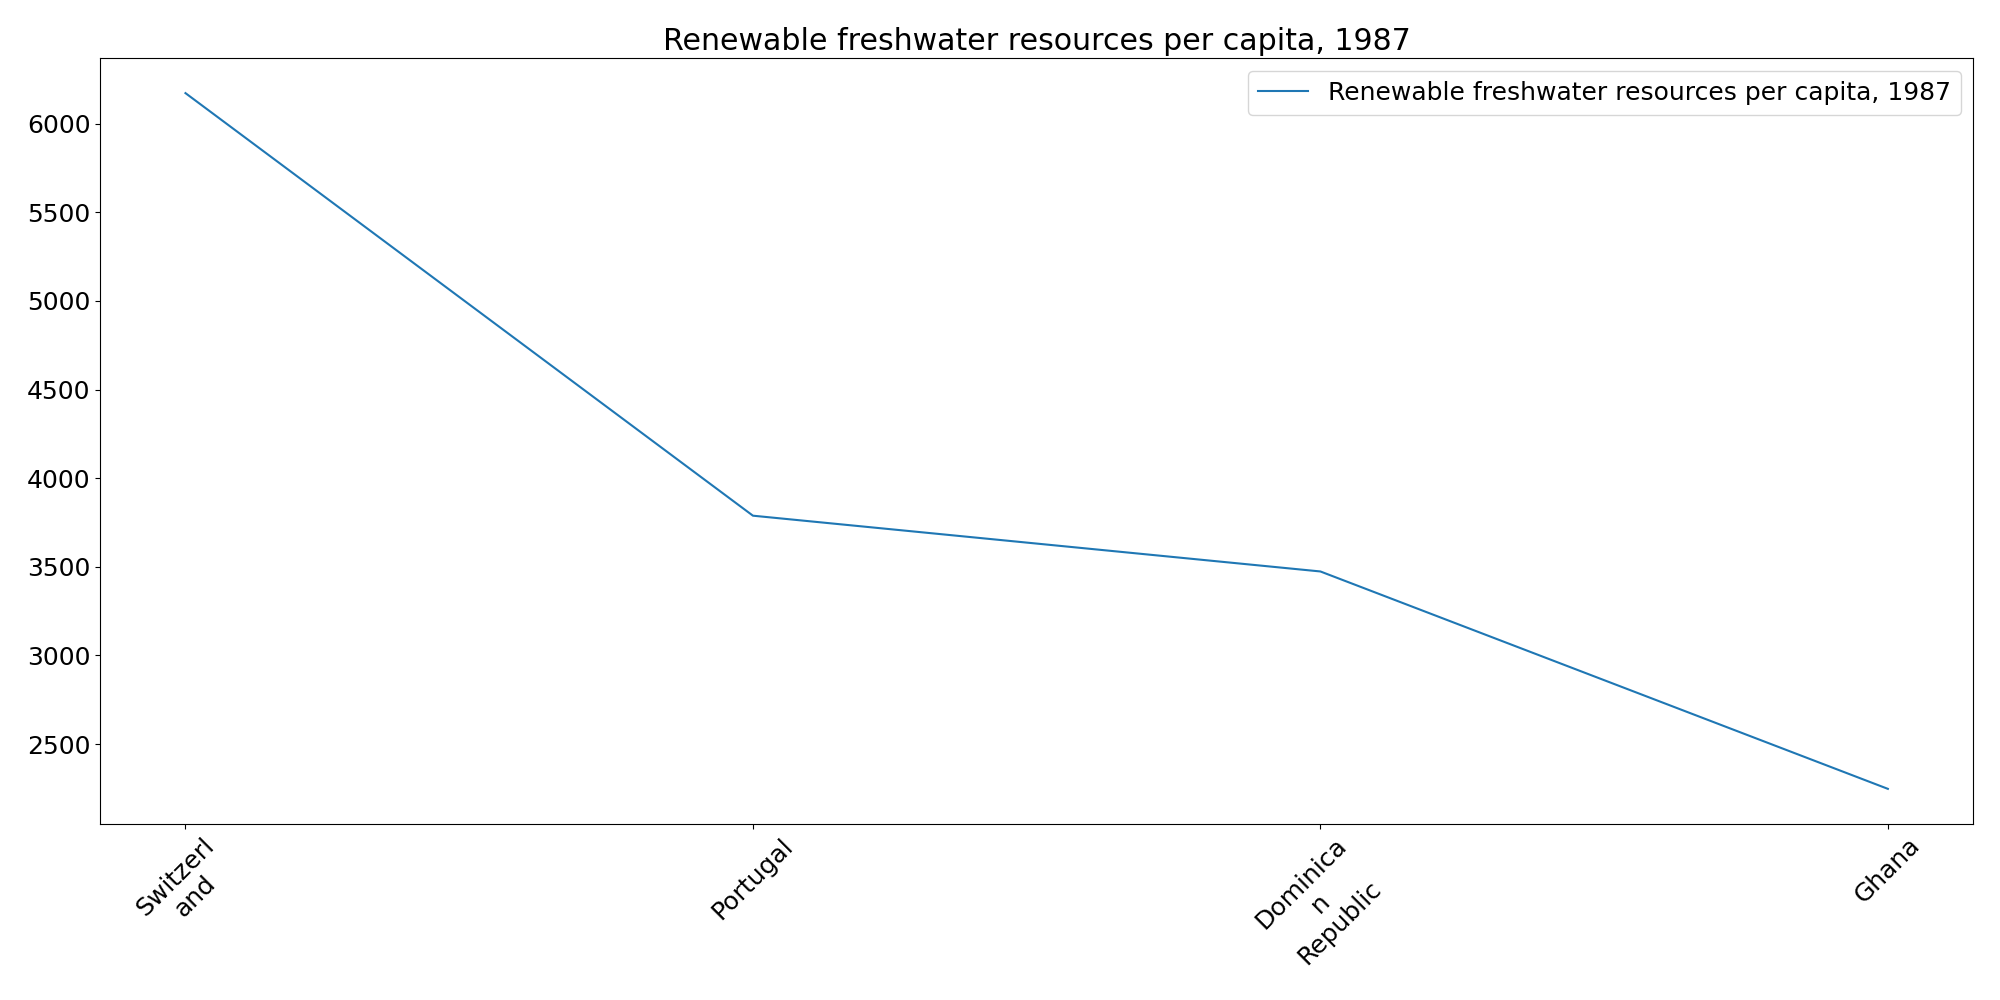 Renewable freshwater resources per capita, 1987
Renewable freshwater resources per capita, 1987
6000
5500
5000
4500
4000
3500
3000
2500
Switzerl
and
Portugal
Dominica
n
Republic
Ghana